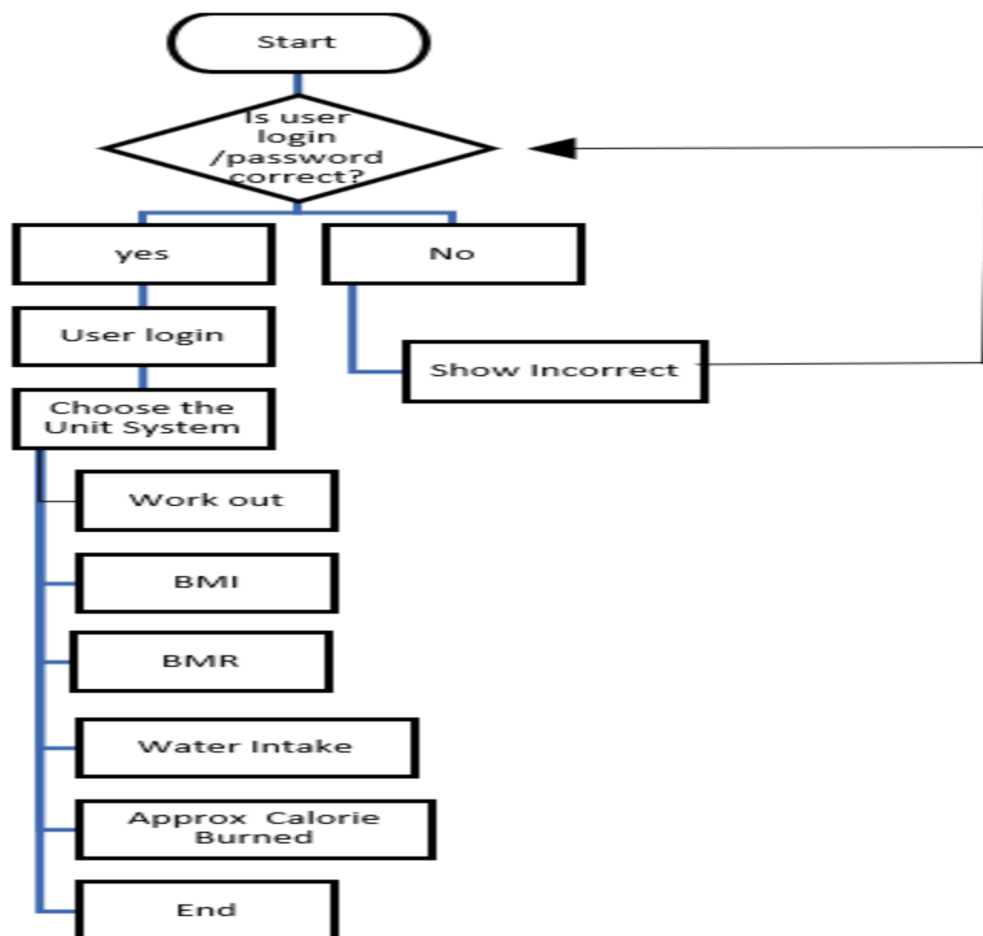 Start
Is user
login
/password
correct?
yes
No
User login
Show Incorrect
Choose the
Unit System
Work out
BMI
BMR
Water Intake
Approx Calorie
Burned
End